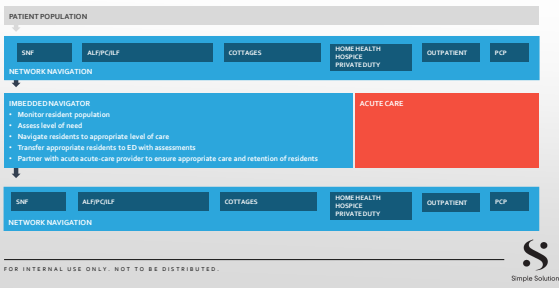 PATIENT POPULATION
SNF
ALF/PC/ILF
COTTAGES
HOME HEALTH
HOSPICE
PRIVATE DUTY
OUTPATIENT
PCP
NETWORK NAVIGATION
IMBEDDED NAVIGATOR
• Monitor resident population
• Assess level of need
• Navigate residents to appropriate level of care
• Transfer appropriate residents to ED with assessments
• Partner with acute acute-care provider to ensure appropriate care and retention of residents
ACUTE CARE
SNF
ALF/PC/ILF
COTTAGES
HOME HEALTH
HOSPICE
PRIVATE DUTY
OUTPATIENT
PCP
NETWORK NAVIGATION
FOR INTERNAL USE ONLY. NOT TO BE DISTRIBUTED.
Simple Solution